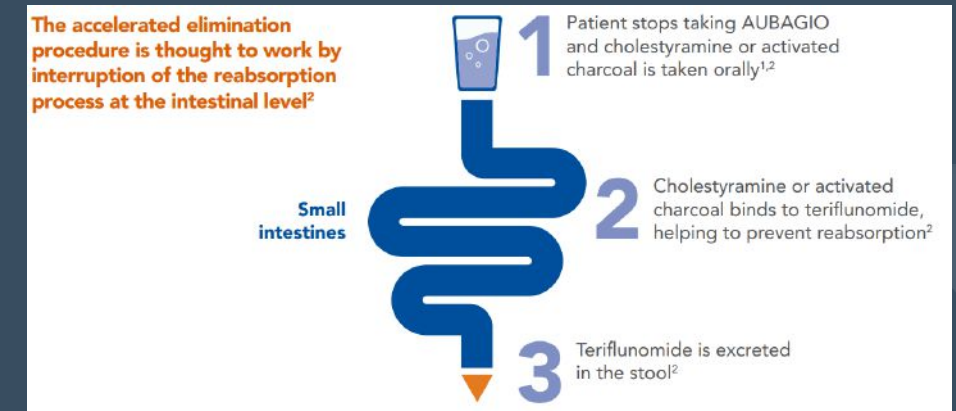 The accelerated elimination
procedure is thought to work by
interruption of the reabsorption
process at the intestinal level²
1
Patient stops taking AUBAGIO
and cholestyramine or activated
charcoal is taken orally¹,²
Small
intestines
2
Cholestyramine or activated
charcoal binds to teriflunomide,
helping to prevent reabsorption²
3
Teriflunomide is excreted
in the stool²